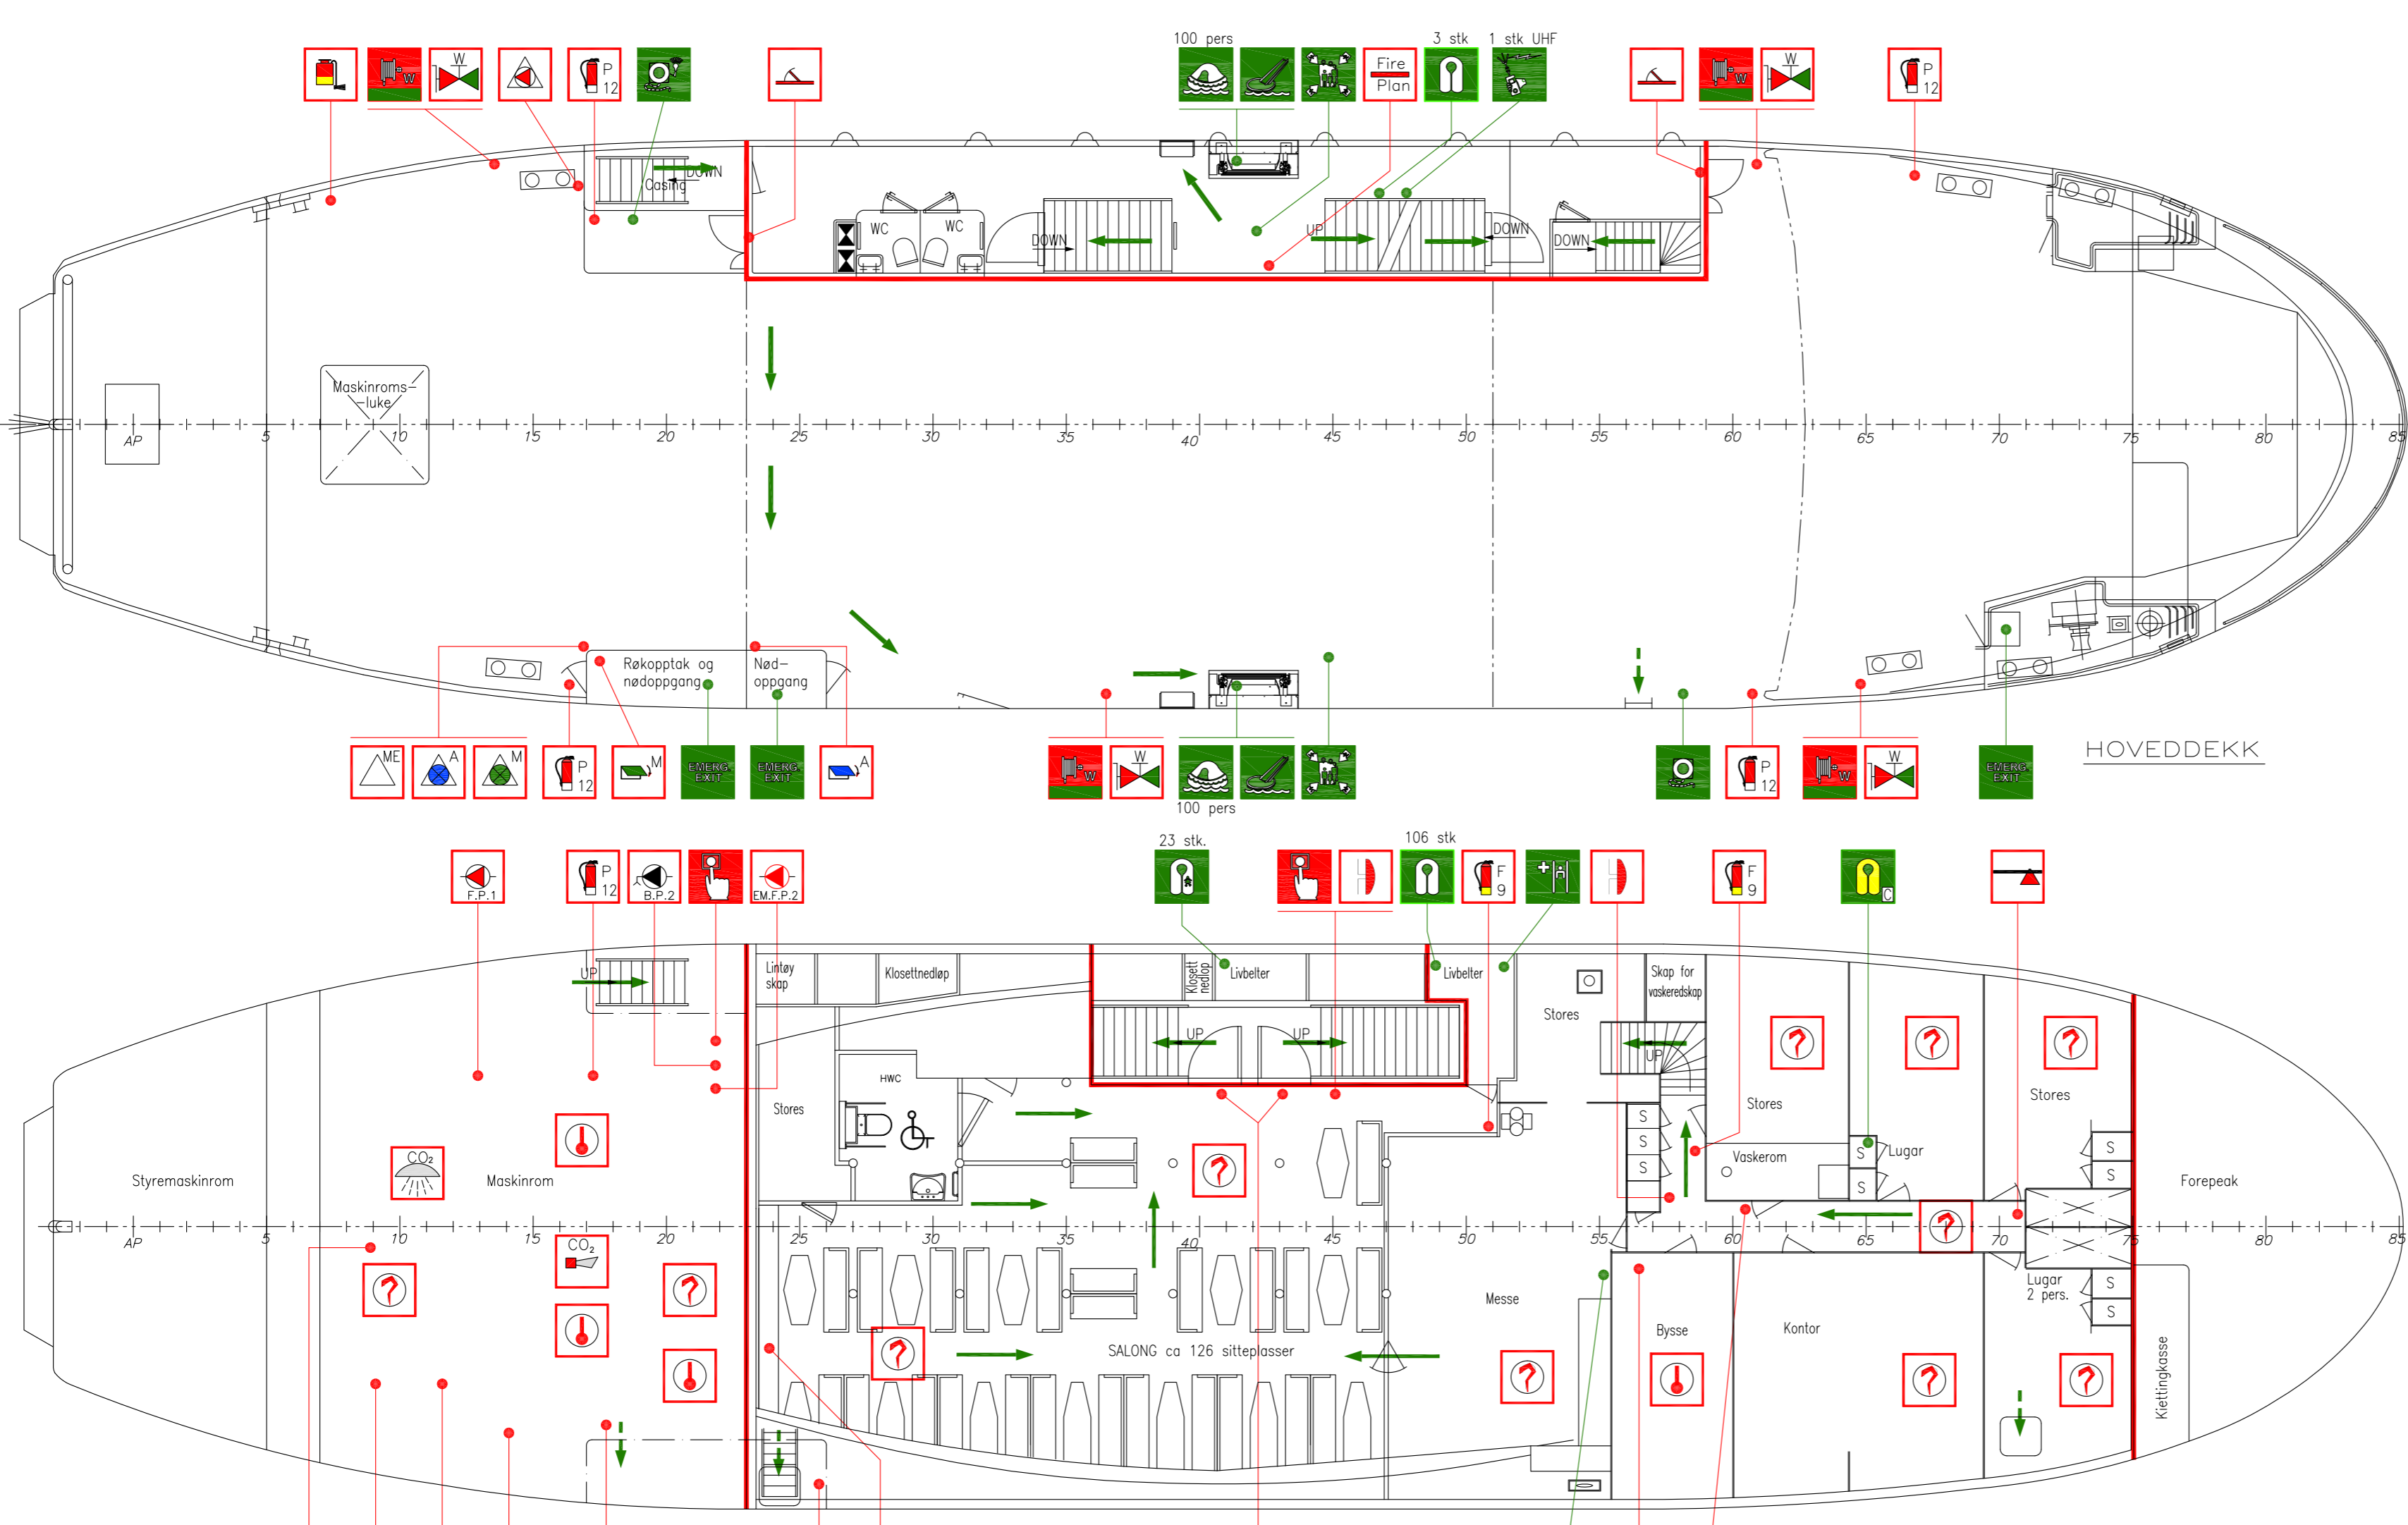 100 pers
3 stk
1 stk UHF
W
W
P
12
Fire
Plan
W
W
P
12
Casing
DOWN
WC
WC
DOWN
UP
DOWN
DOWN
Maskinroms-
-luke
AP
5
10
15
20
25
30
35
40
45
50
55
60
65
70
75
80
85
Røkopptak og
nødoppgang
Nød-
oppgang
ME
A
M
P
12
M
EMERG.
EXIT
EMERG.
EXIT
A
W
W
100 pers
P
12
W
W
EMERG.
EXIT
HOVEDDEKK
23 stk.
106 stk
F.P.1
P
12
B.P.2
EM.F.P.2
F
9
F
9
C
UP
Lintøy
skap
Klosettnedløp
Klosett
nedløp
Livbelter
Livbelter
Stores
Skap for
vaskeredskap
UP
UP
UP
HWC
Stores
Stores
Stores
S
S
S
Vaskerom
S
S
Lugar
S
S
CO₂
Styremaskinrom
Maskinrom
Forepeak
AP
5
10
15
20
25
30
35
40
45
50
55
60
65
70
75
80
85
CO₂
Messe
Lugar
2 pers.
S
S
SALONG ca 126 sitteplasser
Bysse
Kontor
Kjettingkasse